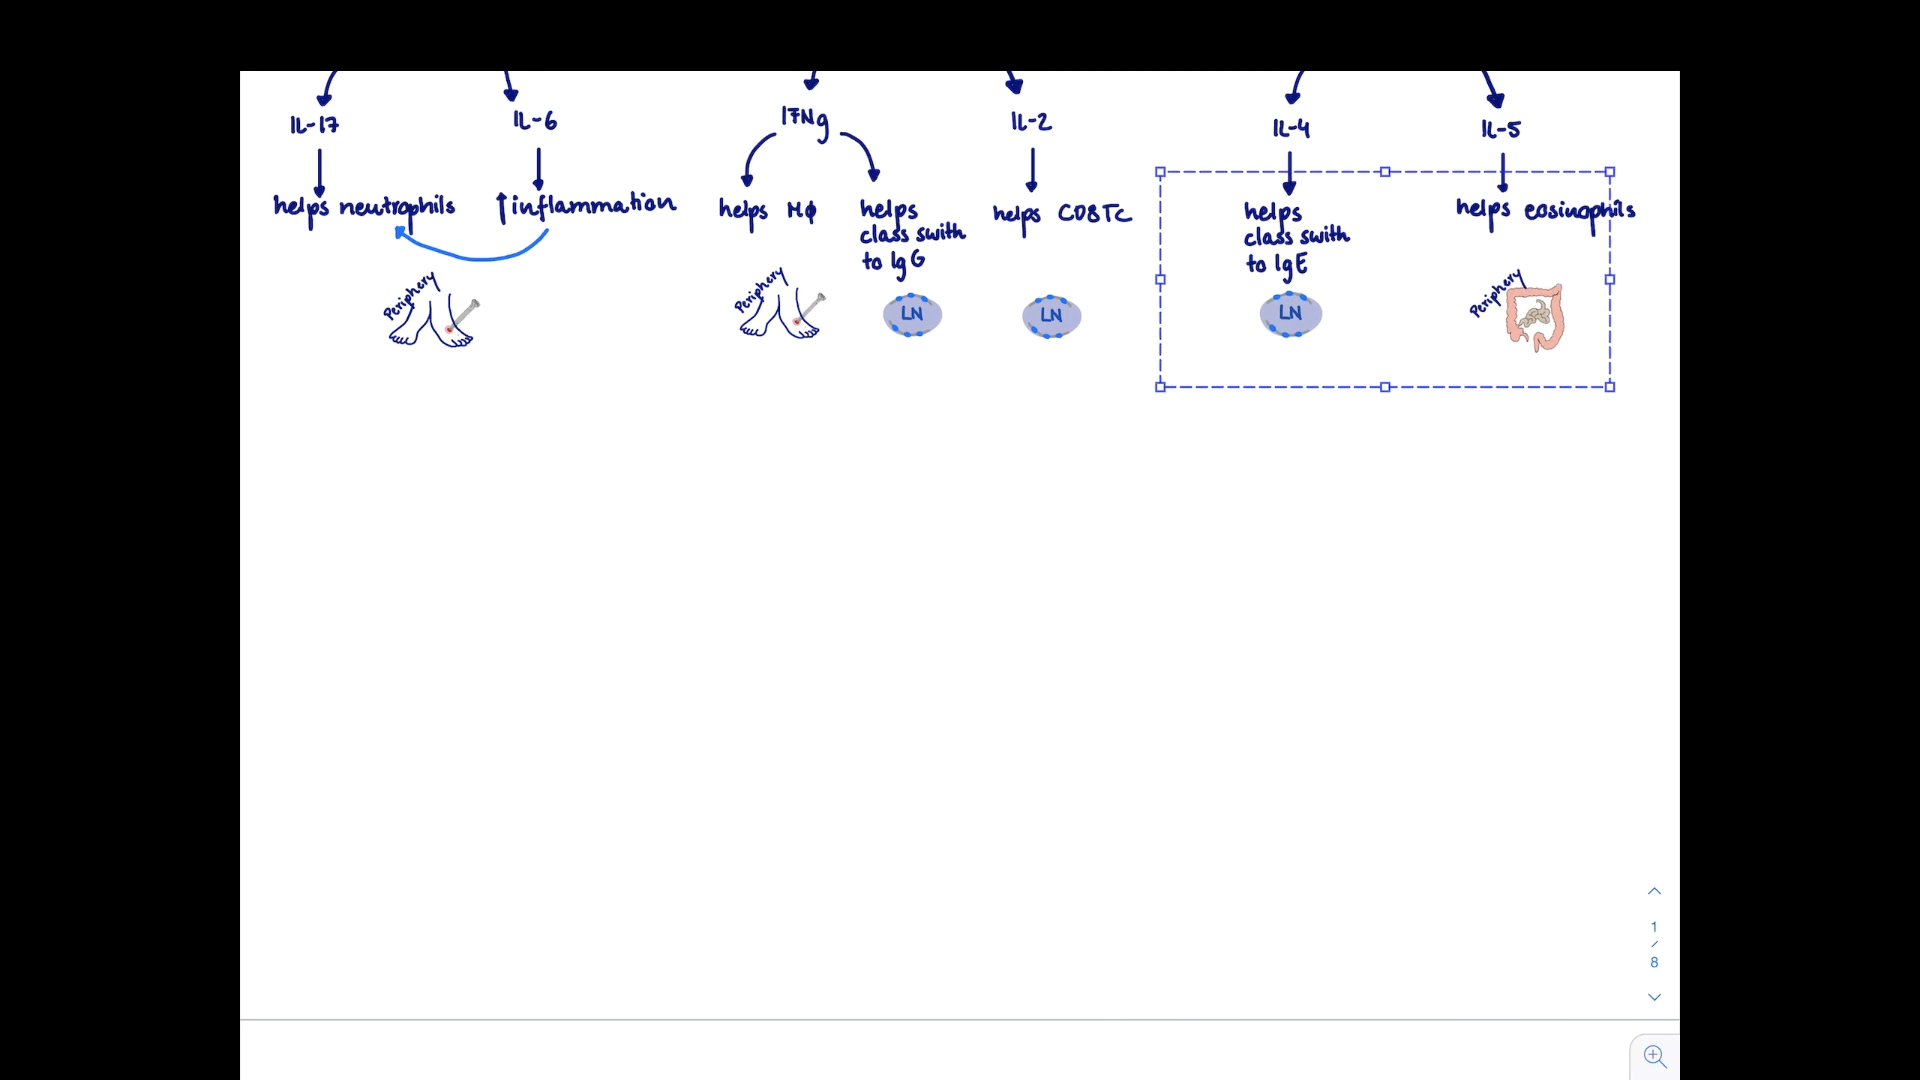 IL-17
IL-6
IFNg
IL-2
IL-4
IL-5
helps neutrophils
↑ inflammation
helps MØ
helps
class swith
to IgG
helps CD8TC
helps
class swith
to IgE
helps eosinophils
Periphery
Periphery
LN
LN
LN
Periphery
1
/
8